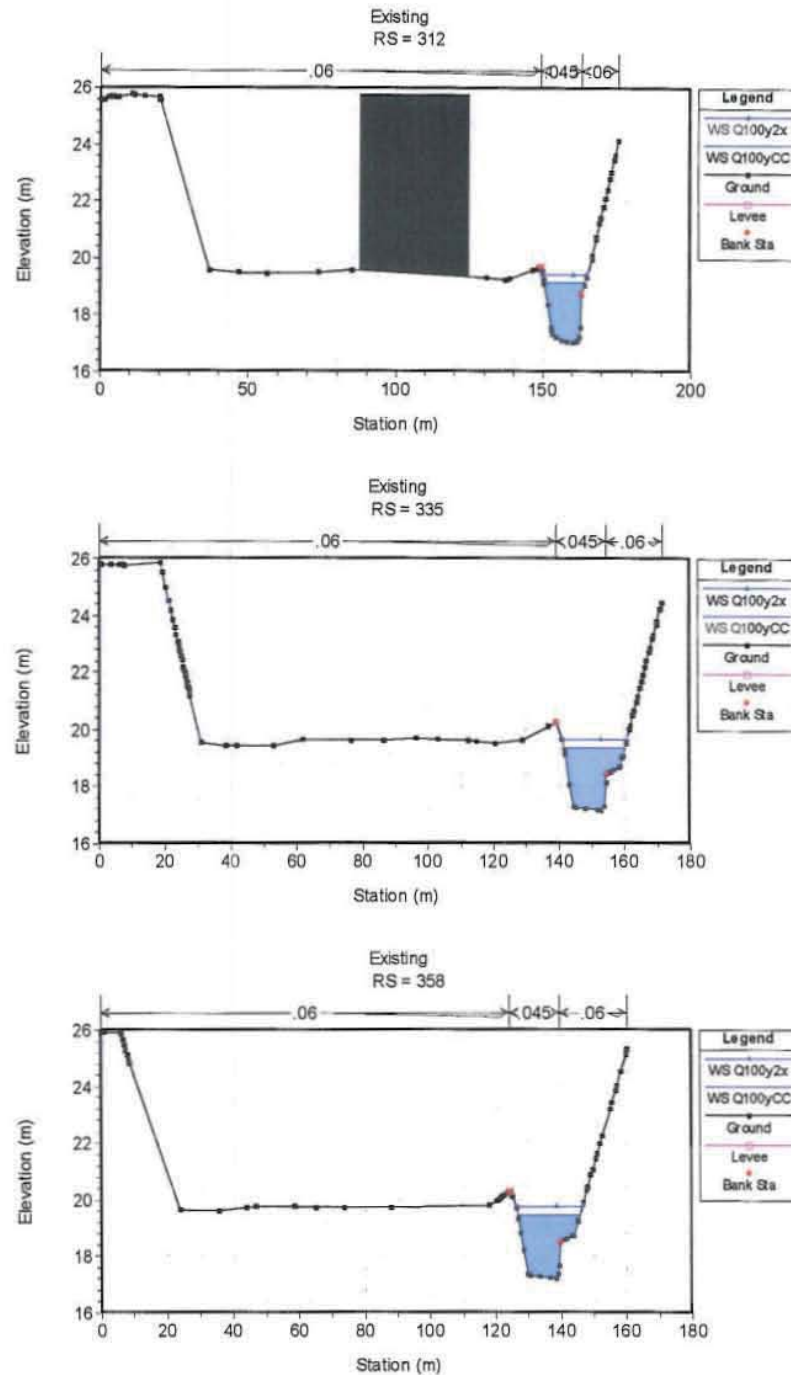 Existing
RS = 312
.06
.045
.06
26
24
22
20
18
16
Elevation (m)
0
50
100
150
200
Station (m)
Legend
WS Q100y2x
WS Q100yCC
Ground
Levee
Bank Sta
Existing
RS = 335
.06
.045
.06
26
24
22
20
18
16
Elevation (m)
0
20
40
60
80
100
120
140
160
180
Station (m)
Legend
WS Q100y2x
WS Q100yCC
Ground
Levee
Bank Sta
Existing
RS = 358
.06
.045
.06
26
24
22
20
18
16
Elevation (m)
0
20
40
60
80
100
120
140
160
180
Station (m)
Legend
WS Q100y2x
WS Q100yCC
Ground
Levee
Bank Sta